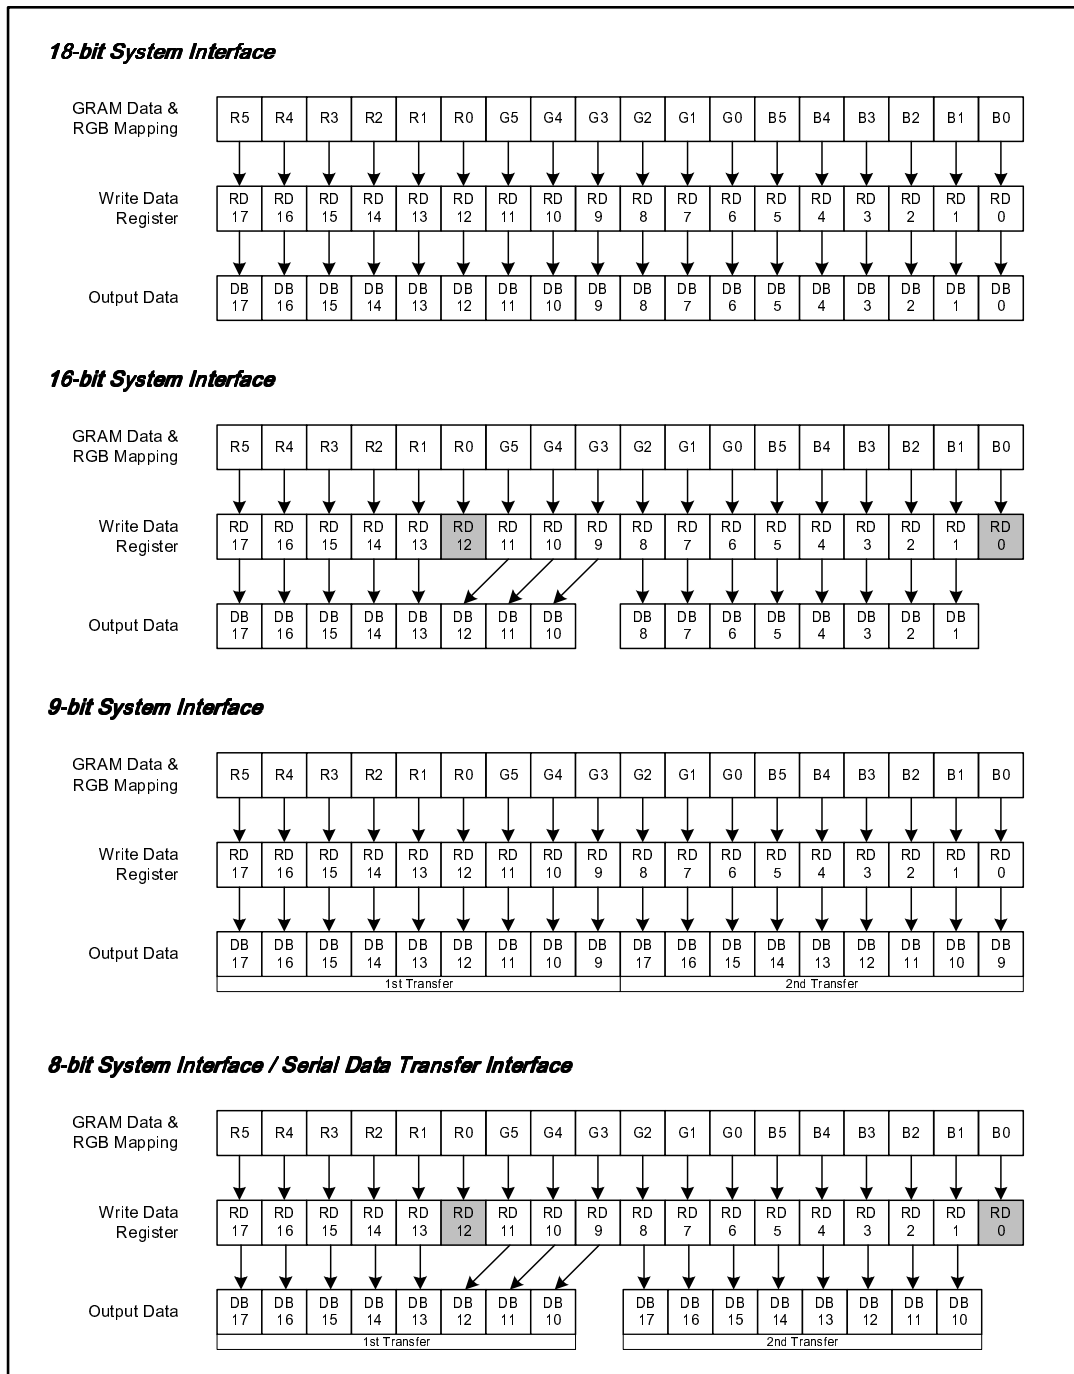 18-bit System Interface
GRAM Data &
RGB Mapping
R5 R4 R3 R2 R1 R0 G5 G4 G3 G2 G1 G0 B5 B4 B3 B2 B1 B0
Write Data
Register
RD RD RD RD RD RD RD RD RD RD RD RD RD RD RD RD RD RD
17 16 15 14 13 12 11 10 9 8 7 6 5 4 3 2 1 0
Output Data
DB DB DB DB DB DB DB DB DB DB DB DB DB DB DB DB DB DB
17 16 15 14 13 12 11 10 9 8 7 6 5 4 3 2 1 0
16-bit System Interface
GRAM Data &
RGB Mapping
R5 R4 R3 R2 R1 R0 G5 G4 G3 G2 G1 G0 B5 B4 B3 B2 B1 B0
Write Data
Register
RD RD RD RD RD RD RD RD RD RD RD RD RD RD RD RD RD RD
17 16 15 14 13 12 11 10 9 8 7 6 5 4 3 2 1 0
Output Data
DB DB DB DB DB DB DB DB DB DB DB DB DB DB DB DB
17 16 15 14 13 12 11 10 8 7 6 5 4 3 2 1
9-bit System Interface
GRAM Data &
RGB Mapping
R5 R4 R3 R2 R1 R0 G5 G4 G3 G2 G1 G0 B5 B4 B3 B2 B1 B0
Write Data
Register
RD RD RD RD RD RD RD RD RD RD RD RD RD RD RD RD RD RD
17 16 15 14 13 12 11 10 9 8 7 6 5 4 3 2 1 0
Output Data
DB DB DB DB DB DB DB DB DB DB DB DB DB DB DB DB DB DB
17 16 15 14 13 12 11 10 9 17 16 15 14 13 12 11 10 9
1st Transfer 2nd Transfer
8-bit System Interface / Serial Data Transfer Interface
GRAM Data &
RGB Mapping
R5 R4 R3 R2 R1 R0 G5 G4 G3 G2 G1 G0 B5 B4 B3 B2 B1 B0
Write Data
Register
RD RD RD RD RD RD RD RD RD RD RD RD RD RD RD RD RD RD
17 16 15 14 13 12 11 10 9 8 7 6 5 4 3 2 1 0
Output Data
DB DB DB DB DB DB DB DB DB DB DB DB DB DB DB DB
17 16 15 14 13 12 11 10 17 16 15 14 13 12 11 10
1st Transfer 2nd Transfer